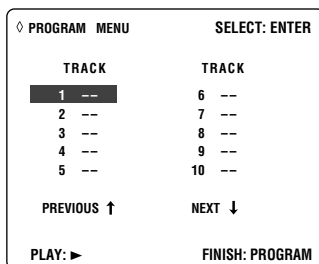 ◊ PROGRAM MENU SELECT: ENTER
TRACK TRACK
1 -- 6 --
2 -- 7 --
3 -- 8 --
4 -- 9 --
5 -- 10 --
PREVIOUS ↑ NEXT ↓
PLAY: ► FINISH: PROGRAM